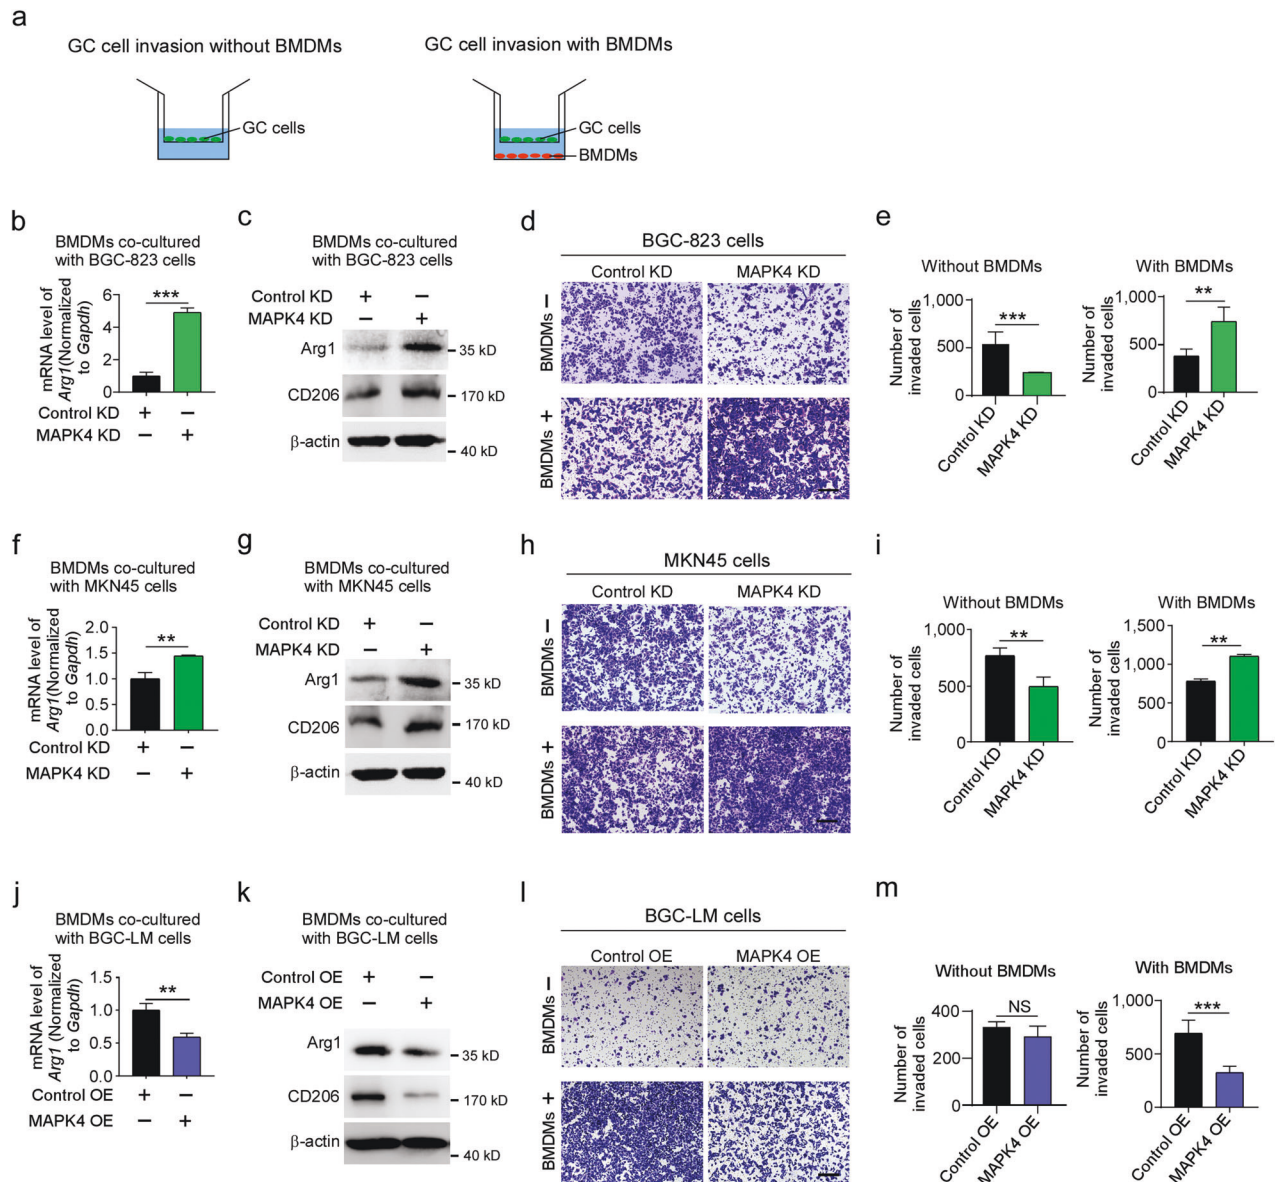 a
GC cell invasion without BMDMs
GC cells
GC cell invasion with BMDMs
GC cells
BMDMs
b
BMDMs co-cultured
with BGC-823 cells
mRNA level of
Arg1(Normalized
to Gapdh)
6
4
2
0
***
Control KD + −
MAPK4 KD − +
c
BMDMs co-cultured
with BGC-823 cells
Control KD + −
MAPK4 KD − +
Arg1
35 kD
CD206
170 kD
β-actin
40 kD
d
BGC-823 cells
Control KD MAPK4 KD
BMDMs −
BMDMs +
e
Without BMDMs
Number of
invaded cells
1,000
500
0
***
Control KD
MAPK4 KD
With BMDMs
Number of
invaded cells
1,000
500
0
**
Control KD
MAPK4 KD
f
BMDMs co-cultured
with MKN45 cells
mRNA level of
Arg1(Normalized
to Gapdh)
2.0
1.5
1.0
0.5
0.0
**
Control KD + −
MAPK4 KD − +
g
BMDMs co-cultured
with MKN45 cells
Control KD + −
MAPK4 KD − +
Arg1
35 kD
CD206
170 kD
β-actin
40 kD
h
MKN45 cells
Control KD MAPK4 KD
BMDMs −
BMDMs +
i
Without BMDMs
Number of
invaded cells
1,000
500
0
**
Control KD
MAPK4 KD
With BMDMs
Number of
invaded cells
1,500
1,000
500
0
**
Control KD
MAPK4 KD
j
BMDMs co-cultured
with BGC-LM cells
mRNA level of
Arg1 (Normalized
to Gapdh)
1.5
1.0
0.5
0.0
**
Control OE + −
MAPK4 OE − +
k
BMDMs co-cultured
with BGC-LM cells
Control OE + −
MAPK4 OE − +
Arg1
35 kD
CD206
170 kD
β-actin
40 kD
l
BGC-LM cells
Control OE MAPK4 OE
BMDMs −
BMDMs +
m
Without BMDMs
Number of
invaded cells
400
200
0
NS
Control OE
MAPK4 OE
With BMDMs
Number of
invaded cells
1,000
500
0
***
Control OE
MAPK4 OE